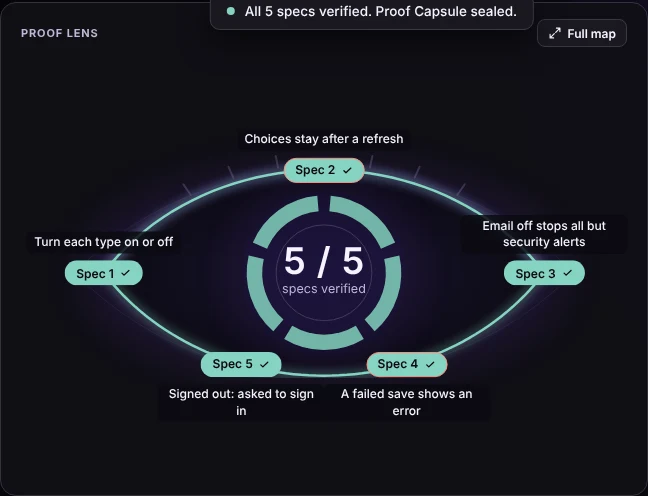 All 5 specs verified. Proof Capsule sealed.
PROOF LENS
Full map
Choices stay after a refresh
Spec 2
Turn each type on or off
Spec 1
Email off stops all but
security alerts
Spec 3
5 / 5
specs verified
Spec 5
Signed out: asked to sign
in
Spec 4
A failed save shows an
error